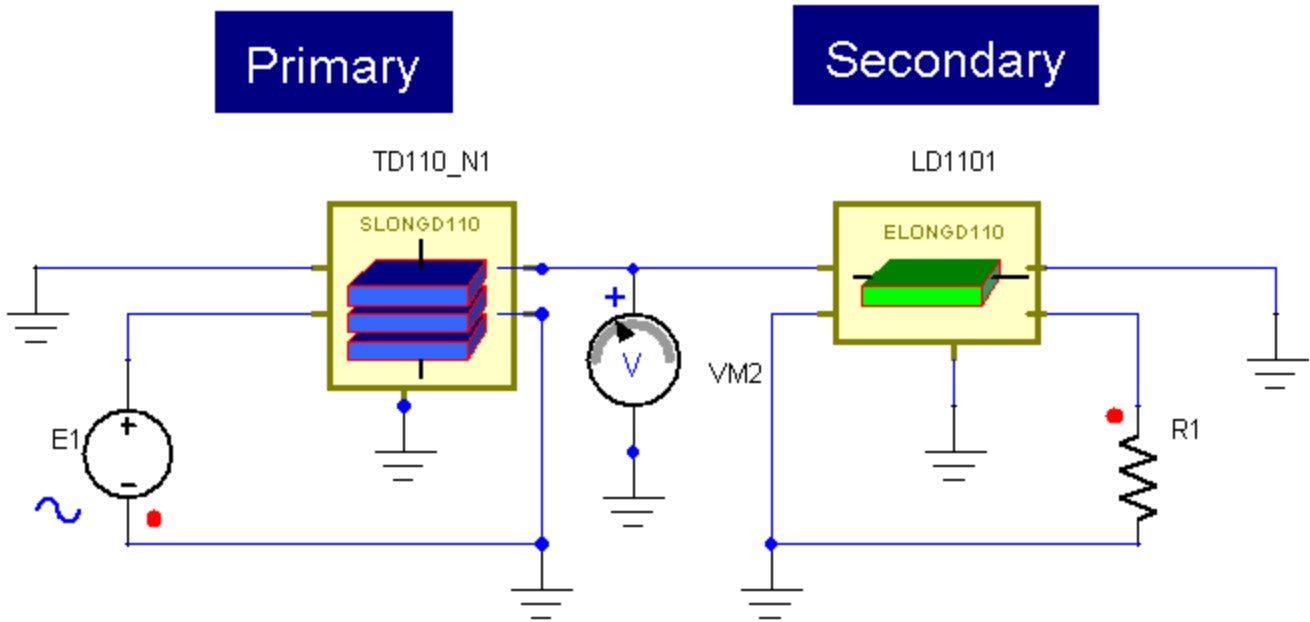 Primary
Secondary
TD110_N1
LD1101
SLONGD110
ELONGD110
+
V
VM2
E1
+
−
R1